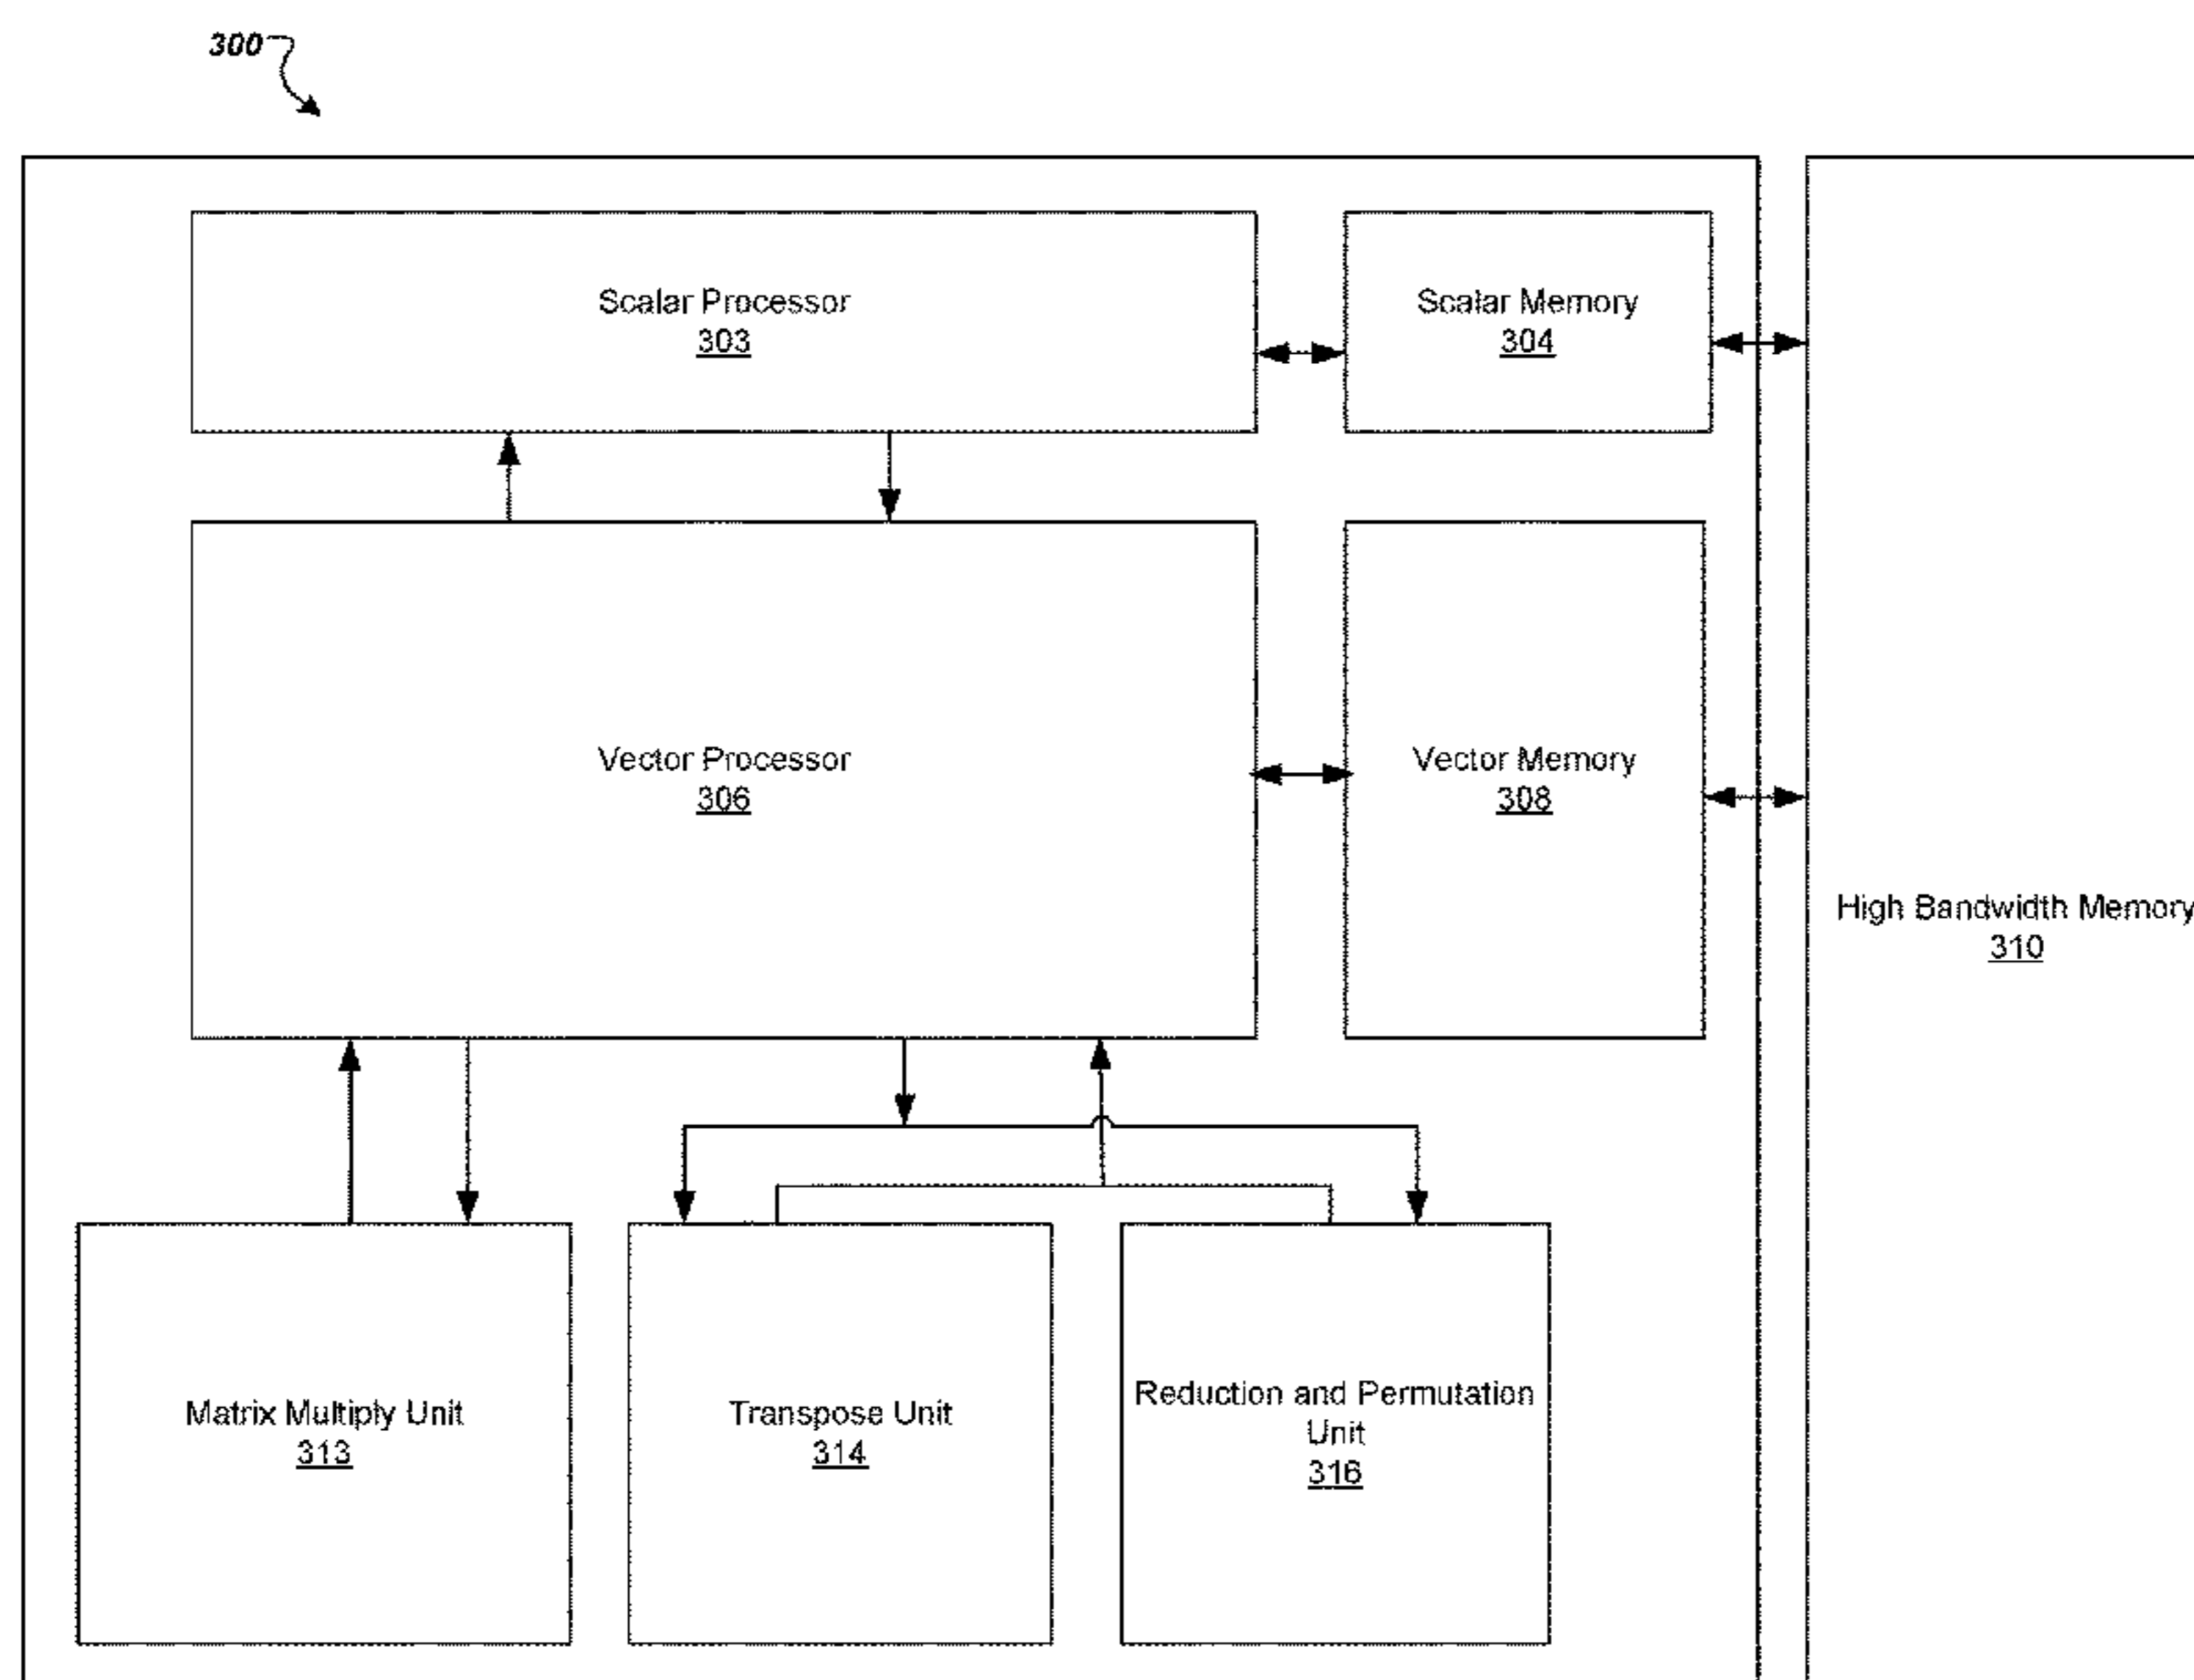 300
Scalar Processor
303
Scalar Memory
304
Vector Processor
306
Vector Memory
308
High Bandwidth Memory
310
Matrix Multiply Unit
313
Transpose Unit
314
Reduction and Permutation
Unit
316